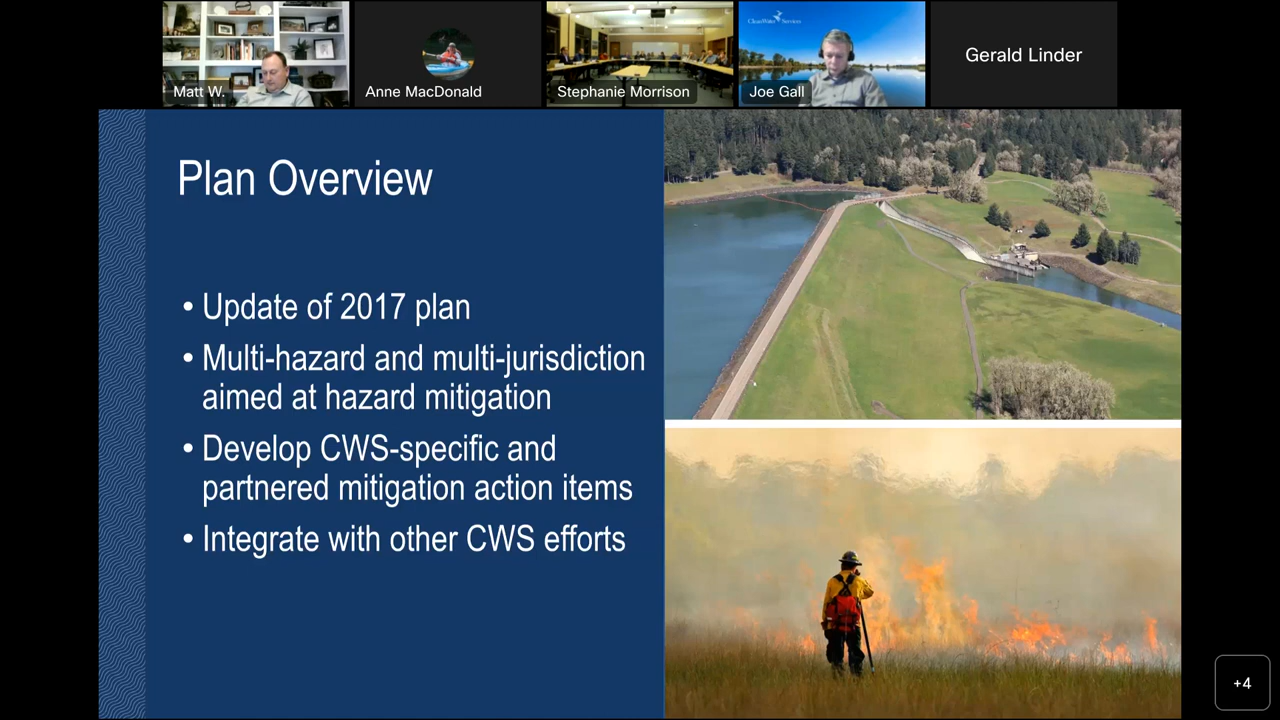 CleanWater Services
Matt W.
Anne MacDonald
Stephanie Morrison
Joe Gall
Gerald Linder
Plan Overview
• Update of 2017 plan
• Multi-hazard and multi-jurisdiction
aimed at hazard mitigation
• Develop CWS-specific and
partnered mitigation action items
• Integrate with other CWS efforts
+4